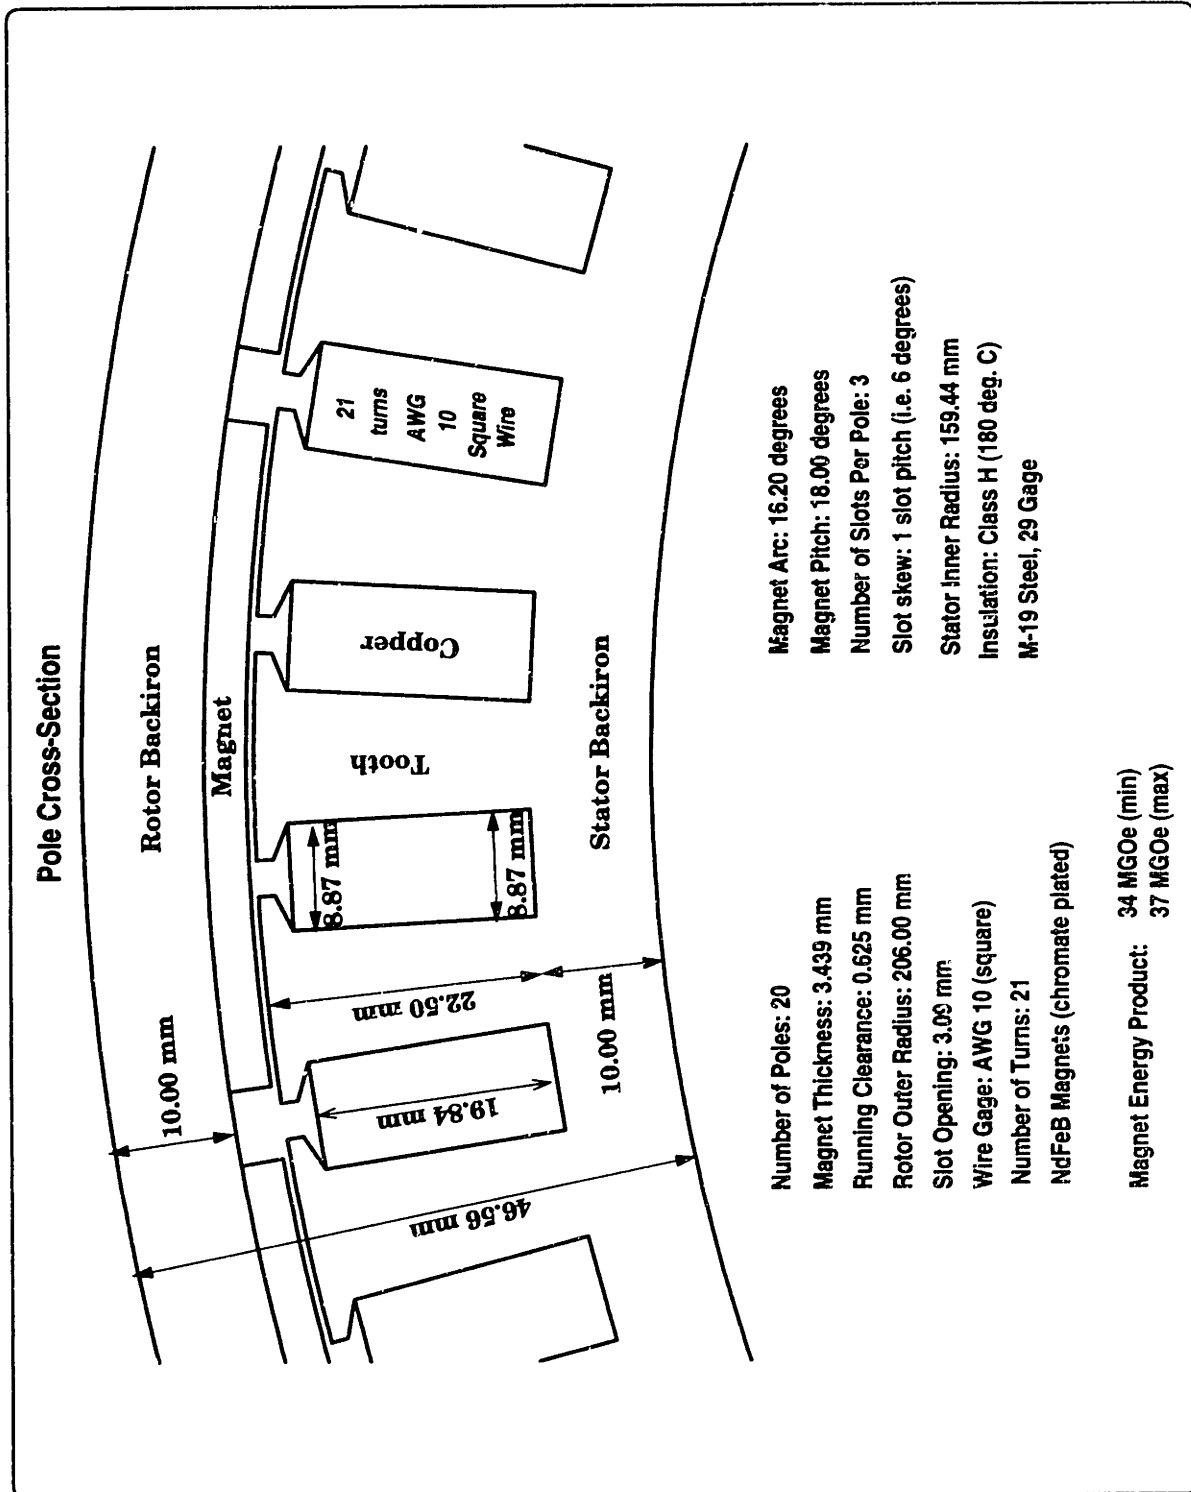 Pole Cross-Section
Rotor Backiron
Magnet
10.00 mm
46.56 mm
19.84 mm
22.50 mm
10.00 mm
8.87 mm
8.87 mm
Tooth
Copper
21
turns
AWG
10
Square
Wire
Stator Backiron
Number of Poles: 20
Magnet Thickness: 3.439 mm
Running Clearance: 0.625 mm
Rotor Outer Radius: 206.00 mm
Slot Opening: 3.09 mm
Wire Gage: AWG 10 (square)
Number of Turns: 21
NdFeB Magnets (chromate plated)
Magnet Energy Product: 34 MGOe (min)
37 MGOe (max)
Magnet Arc: 16.20 degrees
Magnet Pitch: 18.00 degrees
Number of Slots Per Pole: 3
Slot skew: 1 slot pitch (i.e. 6 degrees)
Stator Inner Radius: 159.44 mm
Insulation: Class H (180 deg. C)
M-19 Steel, 29 Gage